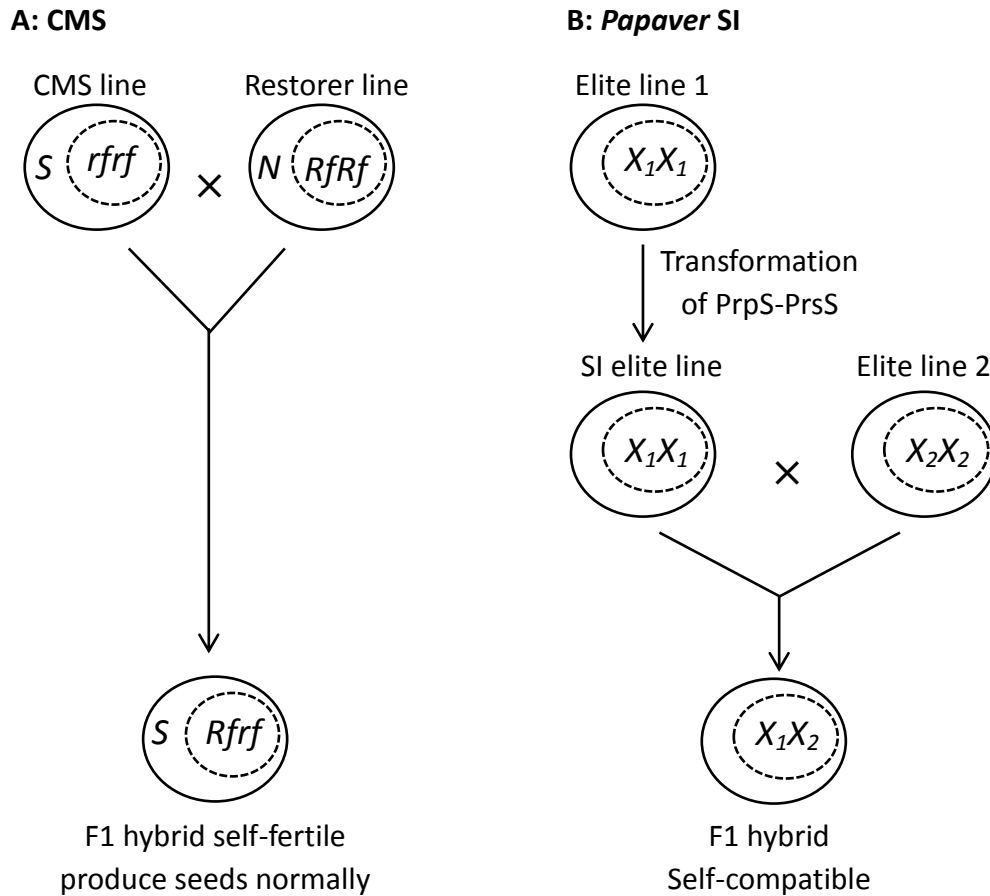 A: CMS
CMS line
Restorer line
S
rfrf
×
N
RfRf
S
Rfrf
F1 hybrid self-fertile
produce seeds normally
B: Papaver SI
Elite line 1
X₁X₁
Transformation
of PrpS-PrsS
SI elite line
Elite line 2
X₁X₁
×
X₂X₂
X₁X₂
F1 hybrid
Self-compatible